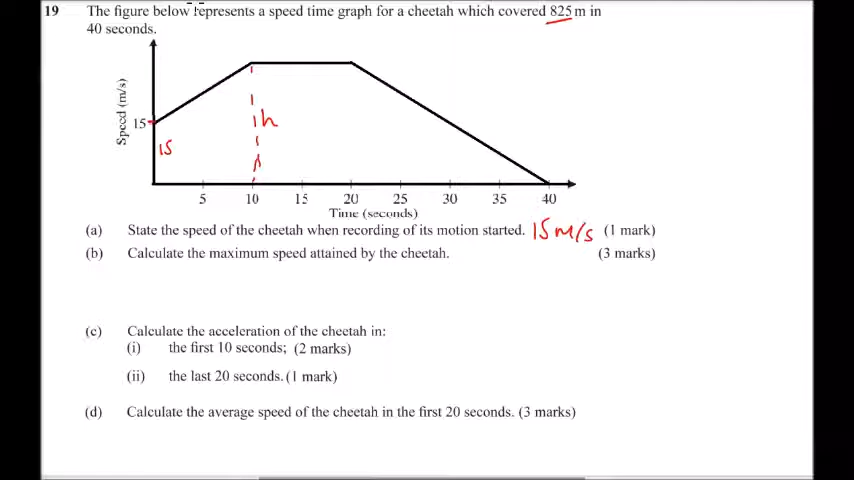 19 The figure below represents a speed time graph for a cheetah which covered 825 m in
40 seconds.
Speed (m/s)
15
15
h
5 10 15 20 25 30 35 40
Time (seconds)
(a) State the speed of the cheetah when recording of its motion started. 15m/s (1 mark)
(b) Calculate the maximum speed attained by the cheetah. (3 marks)
(c) Calculate the acceleration of the cheetah in:
(i) the first 10 seconds; (2 marks)
(ii) the last 20 seconds. (1 mark)
(d) Calculate the average speed of the cheetah in the first 20 seconds. (3 marks)